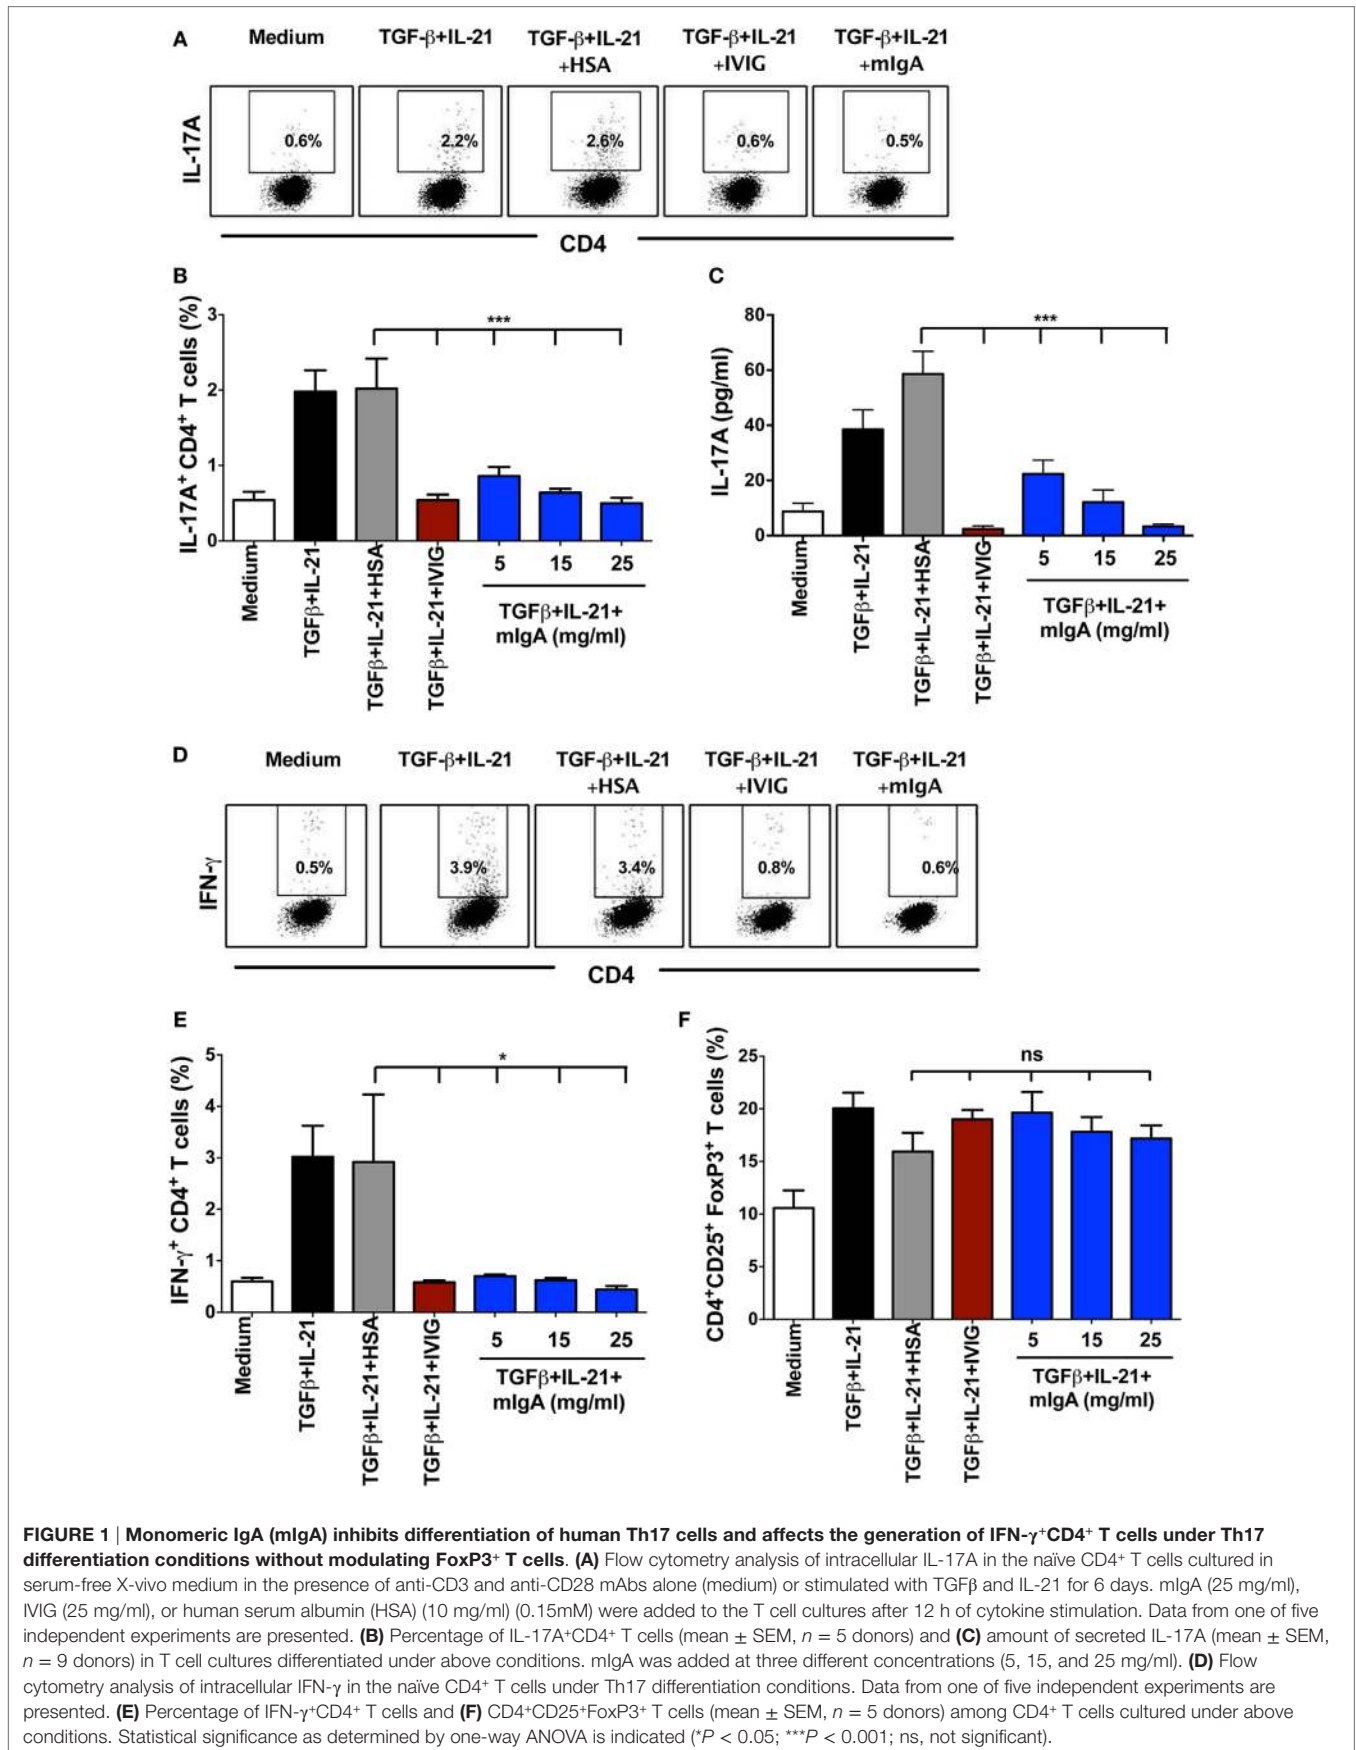 A
Medium
TGF-β+IL-21
TGF-β+IL-21
+HSA
TGF-β+IL-21
+IVIG
TGF-β+IL-21
+mIgA
IL-17A
0.6%
2.2%
2.6%
0.6%
0.5%
CD4
B
IL-17A⁺ CD4⁺ T cells (%)
3
2
1
0
***
Medium
TGFβ+IL-21
TGFβ+IL-21+HSA
TGFβ+IL-21+IVIG
5 15 25
TGFβ+IL-21+
mIgA (mg/ml)
C
IL-17A (pg/ml)
80
60
40
20
0
***
Medium
TGFβ+IL-21
TGFβ+IL-21+HSA
TGFβ+IL-21+IVIG
5 15 25
TGFβ+IL-21+
mIgA (mg/ml)
D
Medium
TGF-β+IL-21
TGF-β+IL-21
+HSA
TGF-β+IL-21
+IVIG
TGF-β+IL-21
+mIgA
IFN-γ
0.5%
3.9%
3.4%
0.8%
0.6%
CD4
E
IFN-γ⁺ CD4⁺ T cells (%)
5
4
3
2
1
0
*
Medium
TGFβ+IL-21
TGFβ+IL-21+HSA
TGFβ+IL-21+IVIG
5 15 25
TGFβ+IL-21+
mIgA (mg/ml)
F
CD4⁺CD25⁺ FoxP3⁺ T cells (%)
25
20
15
10
5
0
ns
Medium
TGFβ+IL-21
TGFβ+IL-21+HSA
TGFβ+IL-21+IVIG
5 15 25
TGFβ+IL-21+
mIgA (mg/ml)
FIGURE 1 | Monomeric IgA (mIgA) inhibits differentiation of human Th17 cells and affects the generation of IFN-γ⁺CD4⁺ T cells under Th17
differentiation conditions without modulating FoxP3⁺ T cells. (A) Flow cytometry analysis of intracellular IL-17A in the naïve CD4⁺ T cells cultured in
serum-free X-vivo medium in the presence of anti-CD3 and anti-CD28 mAbs alone (medium) or stimulated with TGFβ and IL-21 for 6 days. mIgA (25 mg/ml),
IVIG (25 mg/ml), or human serum albumin (HSA) (10 mg/ml) (0.15mM) were added to the T cell cultures after 12 h of cytokine stimulation. Data from one of five
independent experiments are presented. (B) Percentage of IL-17A⁺CD4⁺ T cells (mean ± SEM, n = 5 donors) and (C) amount of secreted IL-17A (mean ± SEM,
n = 9 donors) in T cell cultures differentiated under above conditions. mIgA was added at three different concentrations (5, 15, and 25 mg/ml). (D) Flow
cytometry analysis of intracellular IFN-γ in the naïve CD4⁺ T cells under Th17 differentiation conditions. Data from one of five independent experiments are
presented. (E) Percentage of IFN-γ⁺CD4⁺ T cells and (F) CD4⁺CD25⁺FoxP3⁺ T cells (mean ± SEM, n = 5 donors) among CD4⁺ T cells cultured under above
conditions. Statistical significance as determined by one-way ANOVA is indicated (*P < 0.05; ***P < 0.001; ns, not significant).